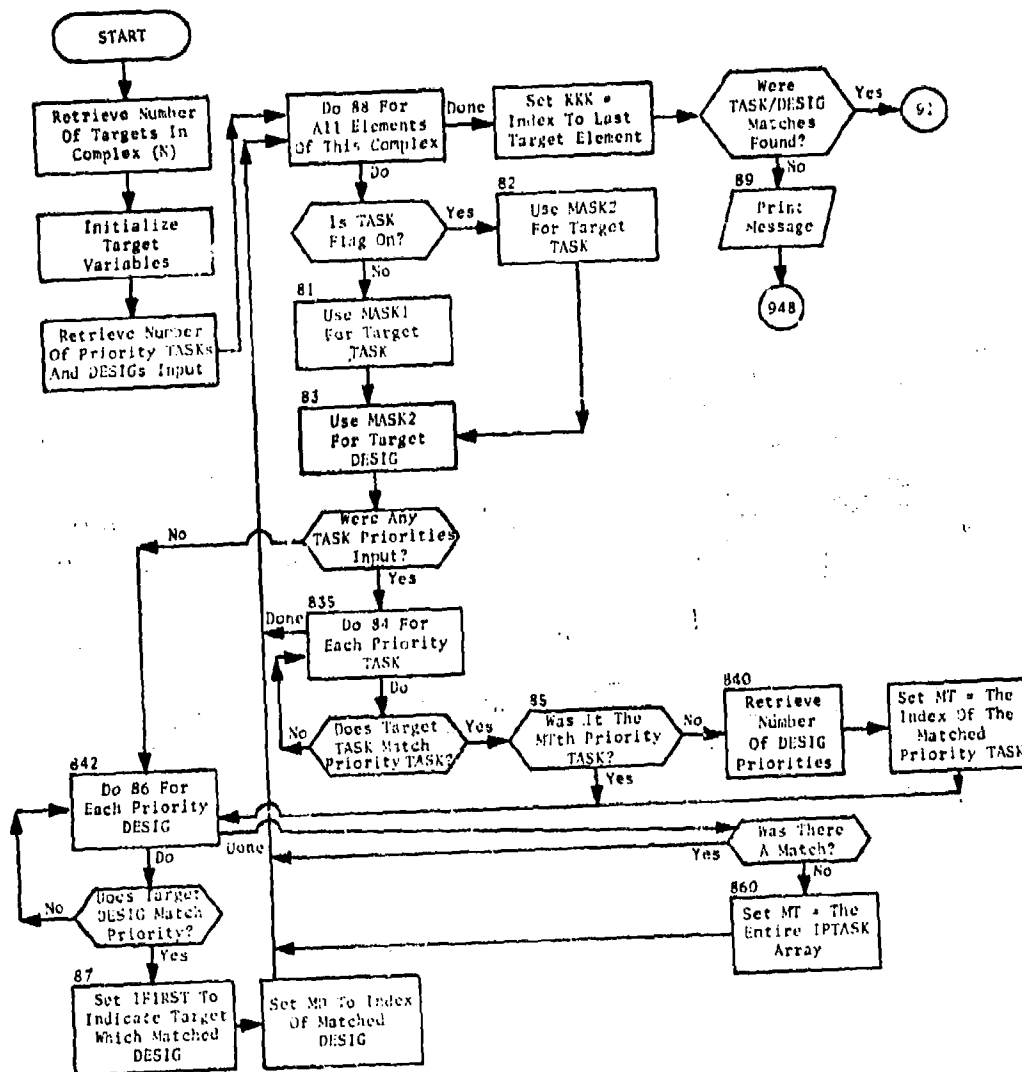 START
Retrieve Number
Of Targets In
Complex (N)
Initialize
Target
Variables
Retrieve Number
Of Priority TASKs
And DESIGs Input
Do 88 For
All Elements
Of This Complex
Done
Do
Set KKK =
Index To Last
Target Element
Were
TASK/DESIG
Matches
Found?
Yes
91
No
89
Print
Message
948
Is TASK
Flag On?
Yes
No
82
Use MASK2
For Target
TASK
81
Use MASK1
For Target
TASK
83
Use MASK2
For Target
DESIG
Were Any
TASK Priorities
Input?
No
Yes
835
Do 84 For
Each Priority
TASK
Done
Do
Does Target
TASK Match
Priority TASK?
No
Yes
85
Was It The
MTth Priority
TASK?
No
Yes
840
Retrieve
Number
Of DESIG
Priorities
Set MT = The
Index Of The
Matched
Priority TASK
842
Do 86 For
Each Priority
DESIG
Done
Do
Was There
A Match?
Yes
No
860
Set MT = The
Entire IPTASK
Array
Does Target
DESIG Match
Priority?
No
Yes
87
Set IFIRST To
Indicate Target
Which Matched
DESIG
Set MD To Index
Of Matched
DESIG